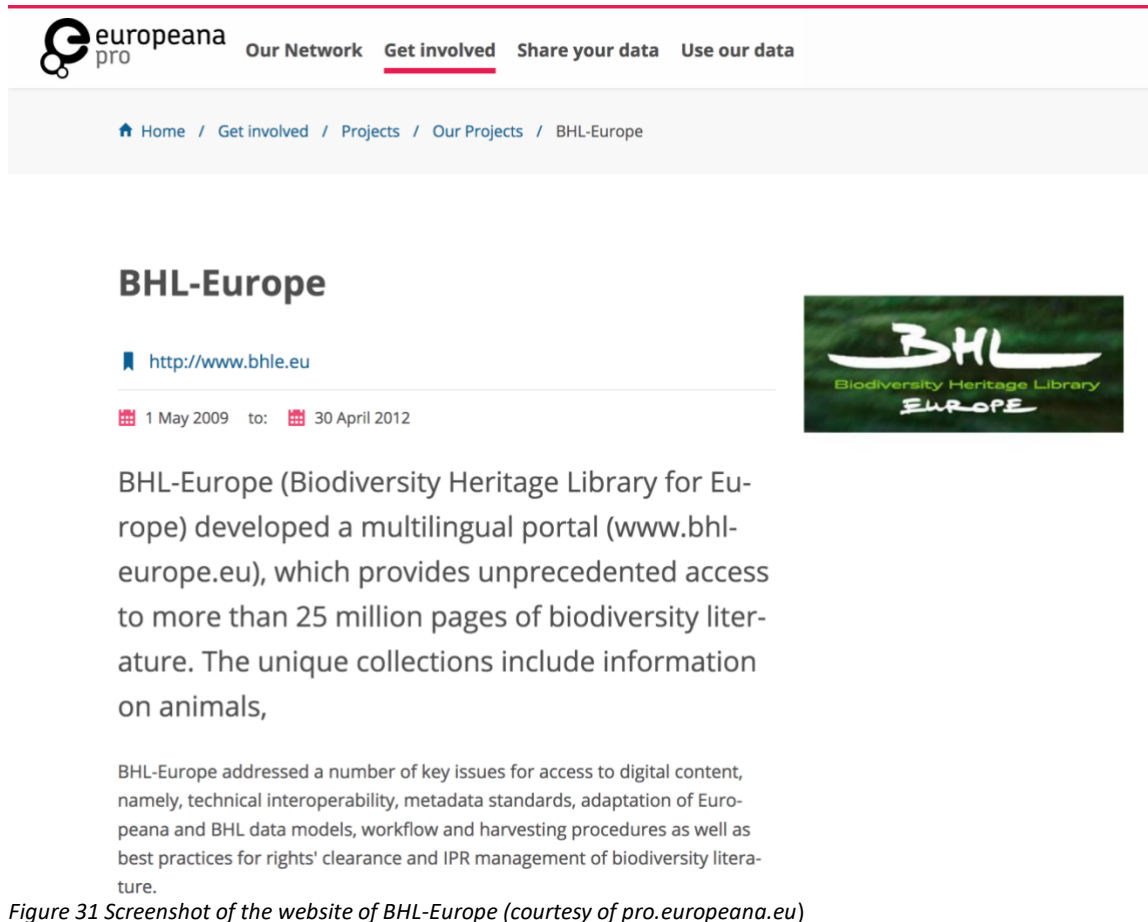 europeana
pro
Our Network Get involved Share your data Use our data
Home / Get involved / Projects / Our Projects / BHL-Europe
BHL-Europe
BHL
Biodiversity Heritage Library
EUROPE
http://www.bhle.eu
1 May 2009 to: 30 April 2012
BHL-Europe (Biodiversity Heritage Library for Eu-
rope) developed a multilingual portal (www.bhl-
europe.eu), which provides unprecedented access
to more than 25 million pages of biodiversity liter-
ature. The unique collections include information
on animals,
BHL-Europe addressed a number of key issues for access to digital content,
namely, technical interoperability, metadata standards, adaptation of Euro-
peana and BHL data models, workflow and harvesting procedures as well as
best practices for rights' clearance and IPR management of biodiversity litera-
ture.
Figure 31 Screenshot of the website of BHL-Europe (courtesy of pro.europeana.eu)